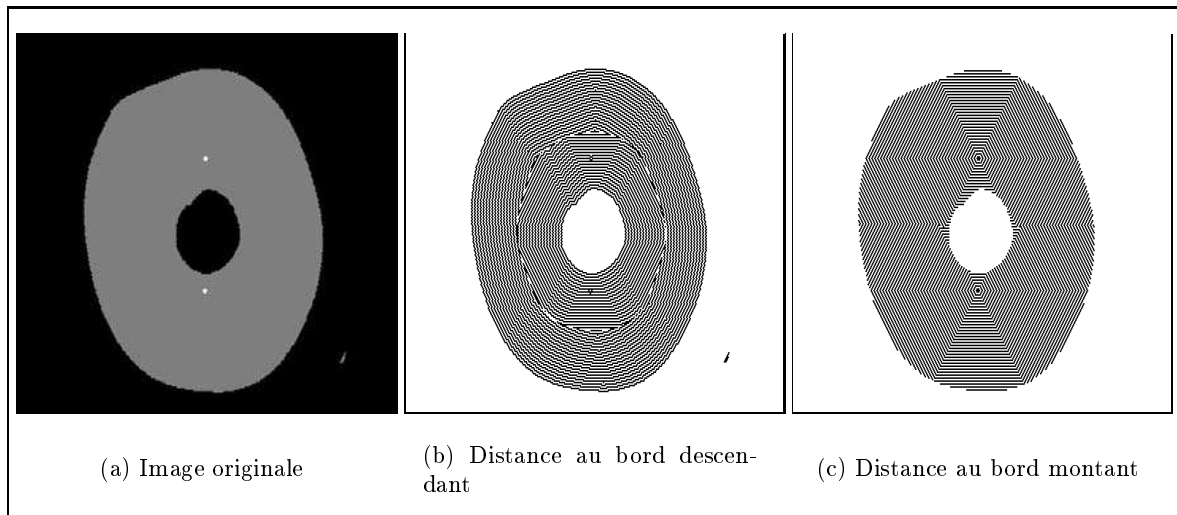 (a) Image originale
(b) Distance au bord descen-
dant
(c) Distance au bord montant